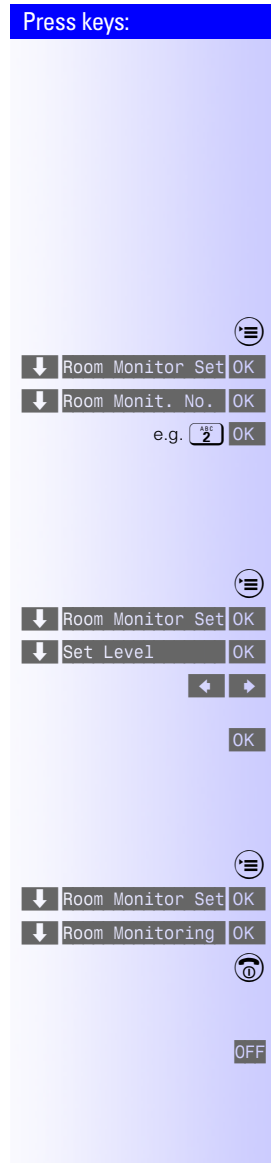 Press keys:
Room Monitor Set OK
Room Monit. No. OK
e.g. ABC 2 OK
Room Monitor Set OK
Set Level OK
OK
Room Monitor Set OK
Room Monitoring OK
OFF